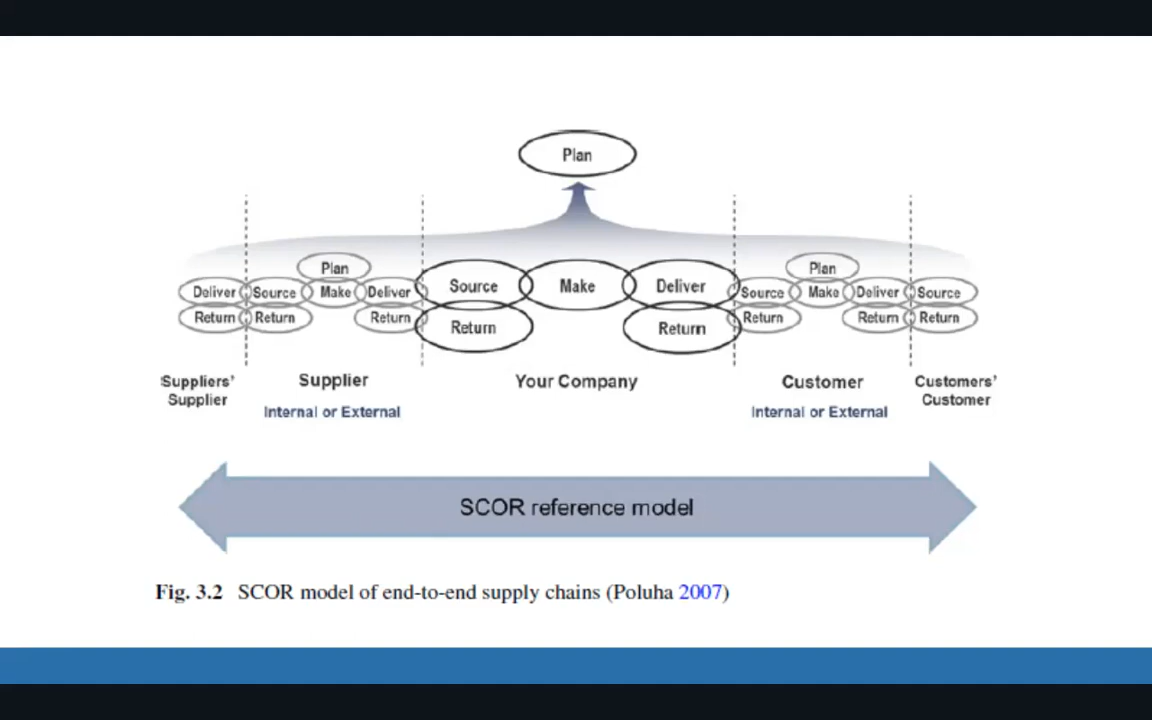 Plan
Plan
Plan
Deliver Source Make Deliver Source Make Deliver Source Make Deliver Source
Return Return Return Return Return Return Return Return
'Suppliers' Supplier
Supplier
Internal or External
Your Company
Customer
Internal or External
Customers'
Customer
SCOR reference model
Fig. 3.2 SCOR model of end-to-end supply chains (Poluha 2007)